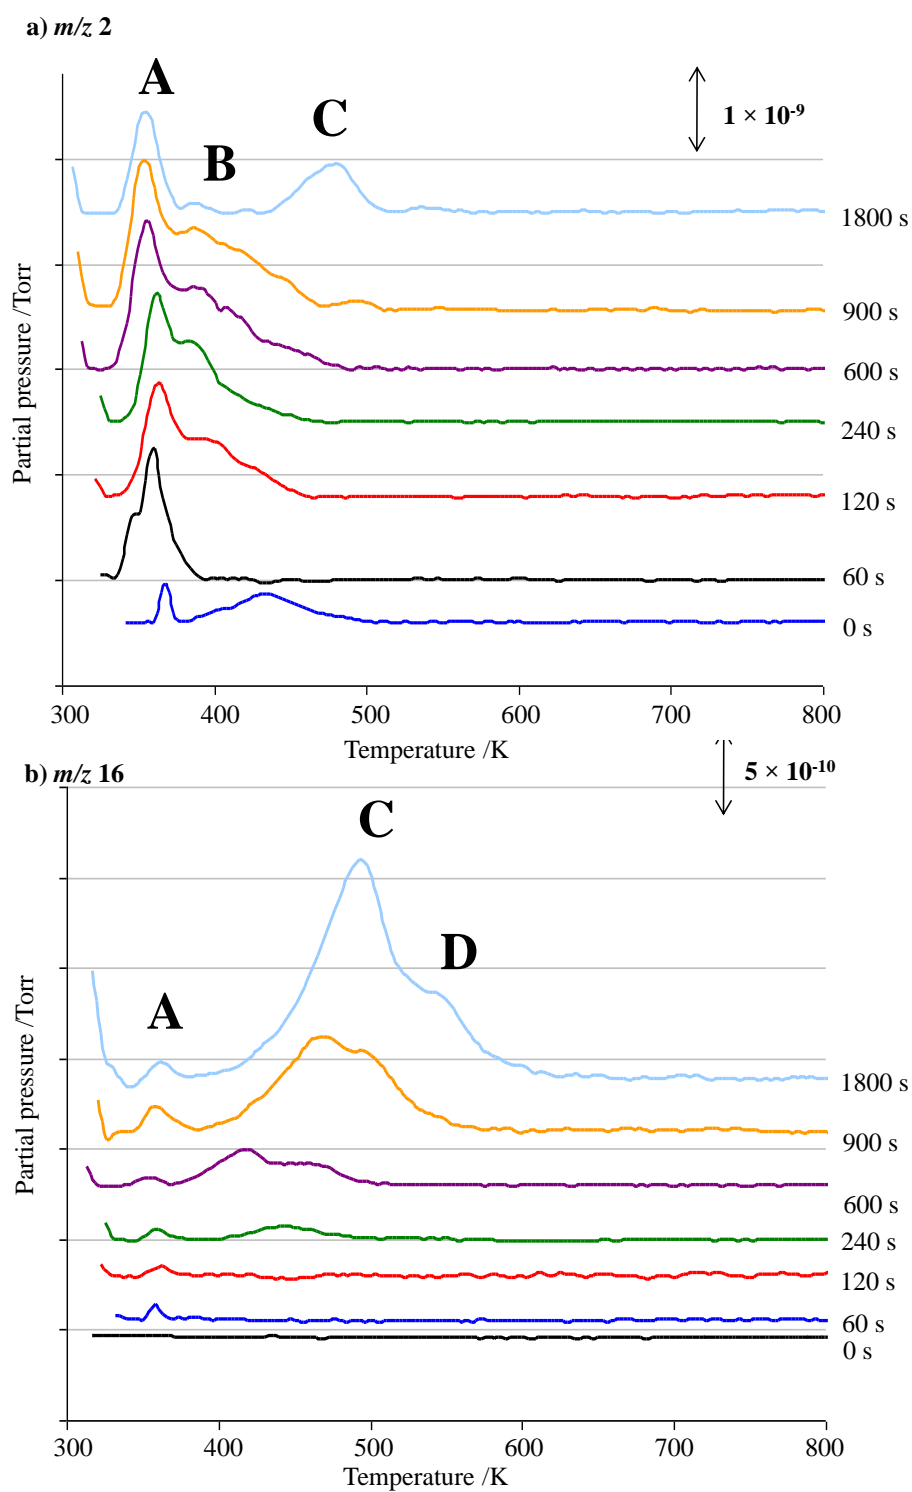 a) m/z 2
A
B
C
1 × 10-9
Partial pressure /Torr
1800 s
900 s
600 s
240 s
120 s
60 s
0 s
300 400 500 600 700 800
Temperature /K
b) m/z 16
5 × 10-10
C
D
A
Partial pressure /Torr
1800 s
900 s
600 s
240 s
120 s
60 s
0 s
300 400 500 600 700 800
Temperature /K